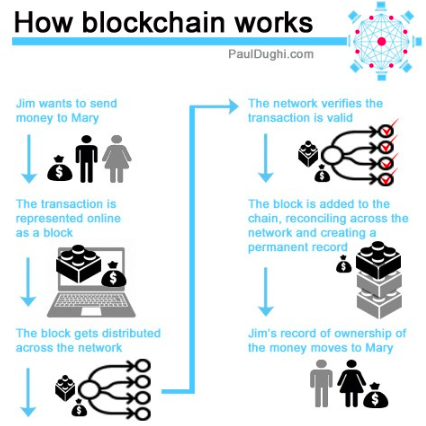 How blockchain works
PaulDughi.com
Jim wants to send
money to Mary
$
The transaction is
represented online
as a block
$
The block gets distributed
across the network
$
The network verifies the
transaction is valid
$
The block is added to the
chain, reconciling across the
network and creating a
permanent record
$
Jim's record of ownership of
the money moves to Mary
$